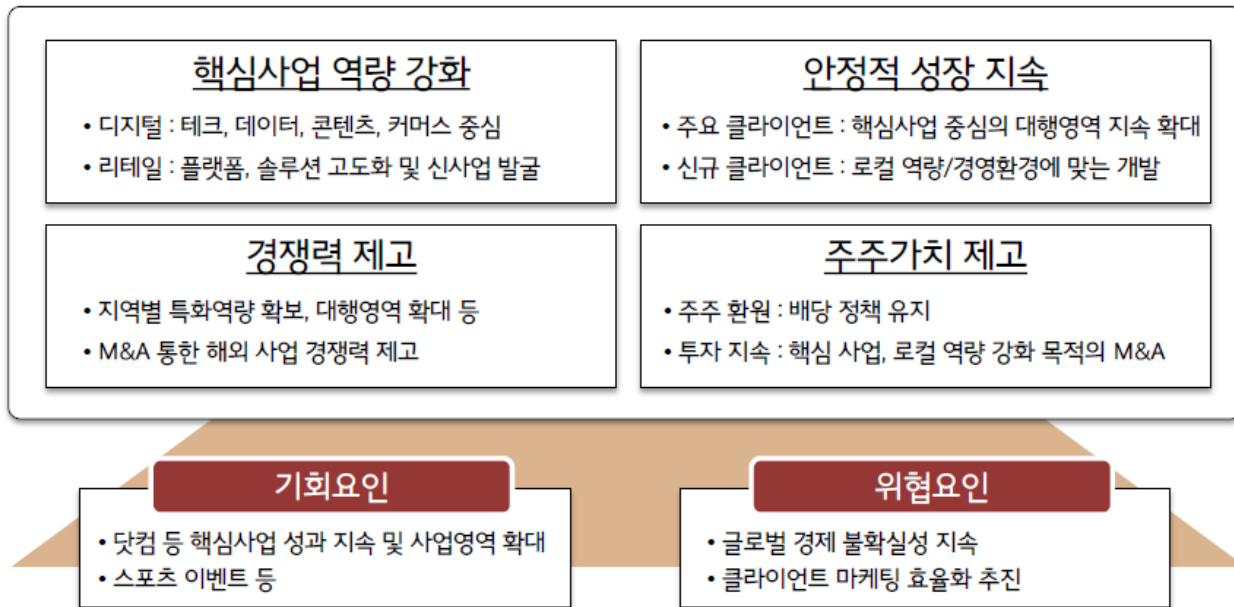 핵심사업 역량 강화
• 디지털 : 테크, 데이터, 콘텐츠, 커머스 중심
• 리테일 : 플랫폼, 솔루션 고도화 및 신사업 발굴
안정적 성장 지속
• 주요 클라이언트 : 핵심사업 중심의 대행영역 지속 확대
• 신규 클라이언트 : 로컬 역량/경영환경에 맞는 개발
경쟁력 제고
• 지역별 특화역량 확보, 대행영역 확대 등
• M&A 통한 해외 사업 경쟁력 제고
주주가치 제고
• 주주 환원 : 배당 정책 유지
• 투자 지속 : 핵심 사업, 로컬 역량 강화 목적의 M&A
기회요인
• 닷컴 등 핵심사업 성과 지속 및 사업영역 확대
• 스포츠 이벤트 등
위협요인
• 글로벌 경제 불확실성 지속
• 클라이언트 마케팅 효율화 추진